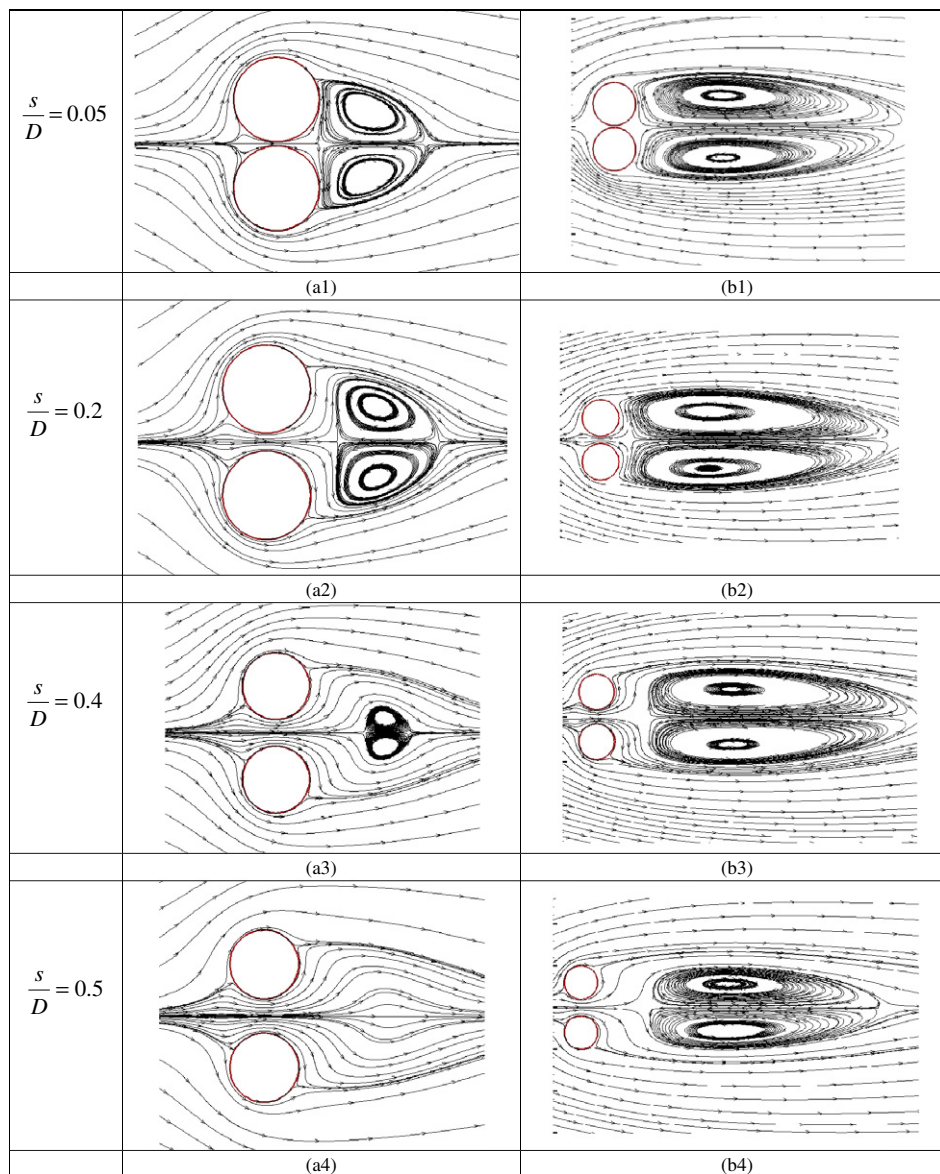 s/D = 0.05
(a1) (b1)
s/D = 0.2
(a2) (b2)
s/D = 0.4
(a3) (b3)
s/D = 0.5
(a4) (b4)